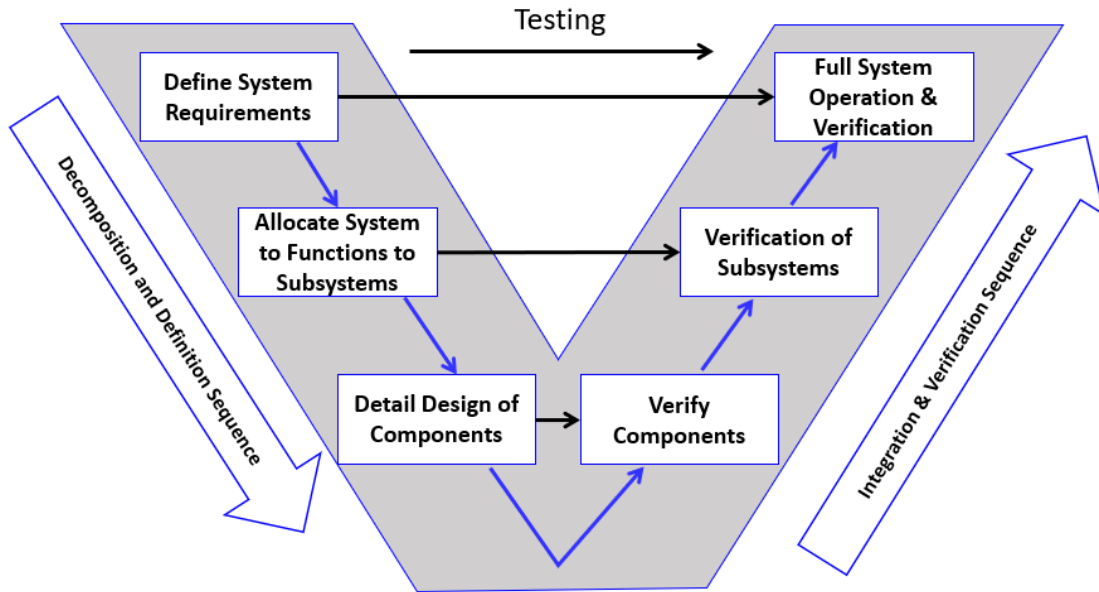 Testing
Define System
Requirements
Full System
Operation &
Verification
Allocate System
to Functions to
Subsystems
Verification of
Subsystems
Detail Design of
Components
Verify
Components
Decomposition and Definition Sequence
Integration & Verification Sequence